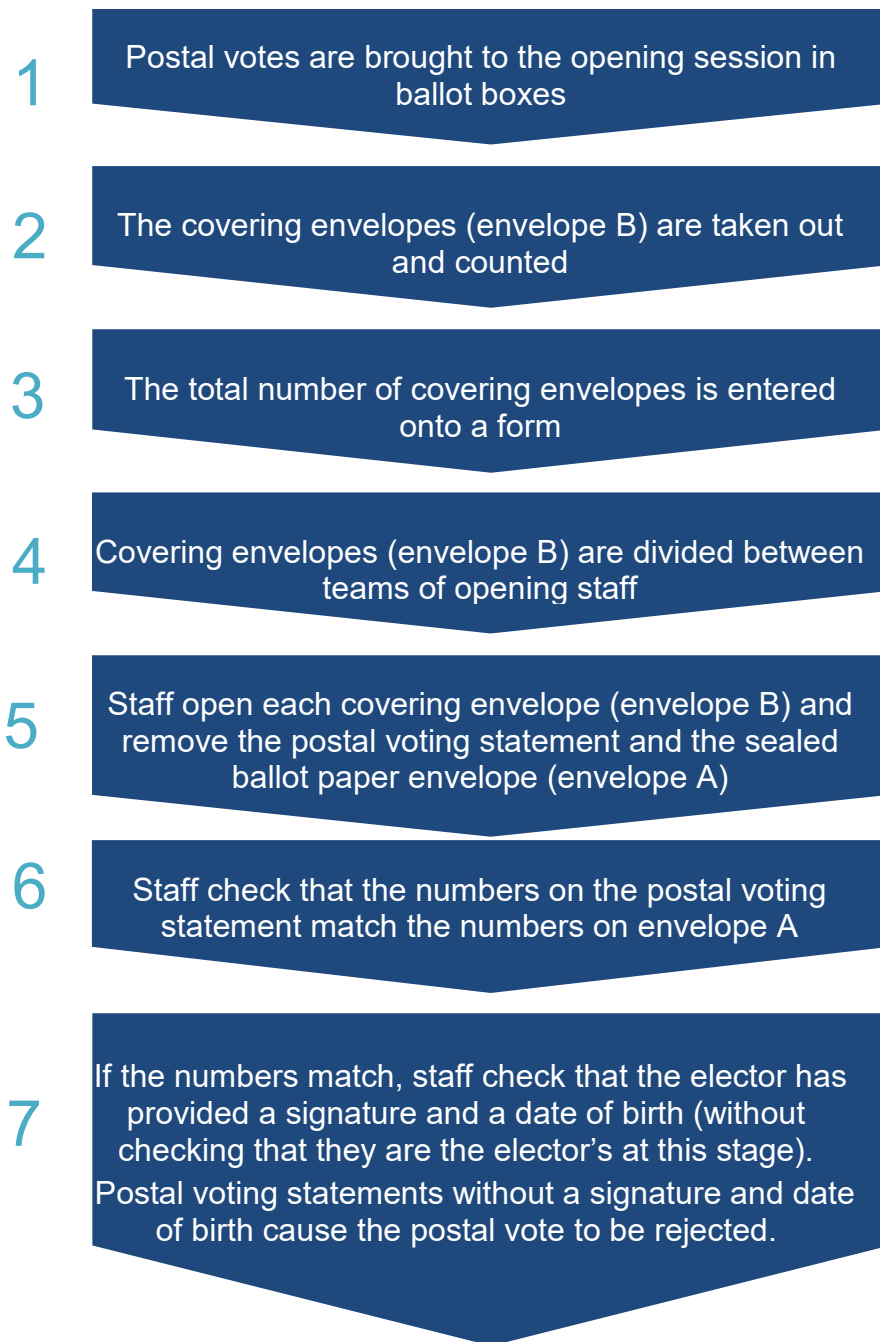 1
Postal votes are brought to the opening session in
ballot boxes
2
The covering envelopes (envelope B) are taken out
and counted
3
The total number of covering envelopes is entered
onto a form
4
Covering envelopes (envelope B) are divided between
teams of opening staff
5
Staff open each covering envelope (envelope B) and
remove the postal voting statement and the sealed
ballot paper envelope (envelope A)
6
Staff check that the numbers on the postal voting
statement match the numbers on envelope A
7
If the numbers match, staff check that the elector has
provided a signature and a date of birth (without
checking that they are the elector’s at this stage).
Postal voting statements without a signature and date
of birth cause the postal vote to be rejected.